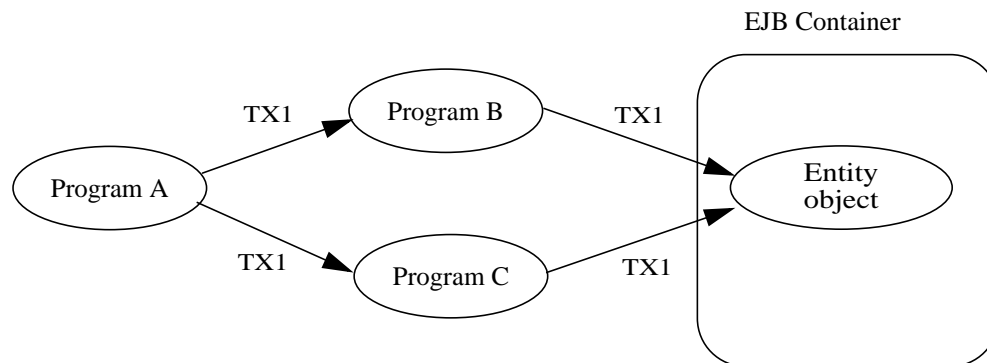 EJB Container
TX1
Program B
TX1
Program A
Entity
object
TX1
Program C
TX1